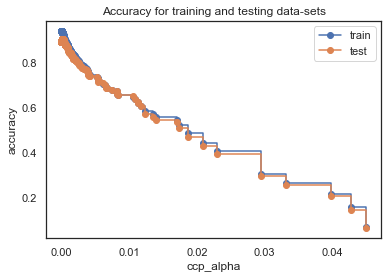 Accuracy for training and testing data-sets
train
test
accuracy
0.8
0.6
0.4
0.2
0.00 0.01 0.02 0.03 0.04
ccp_alpha